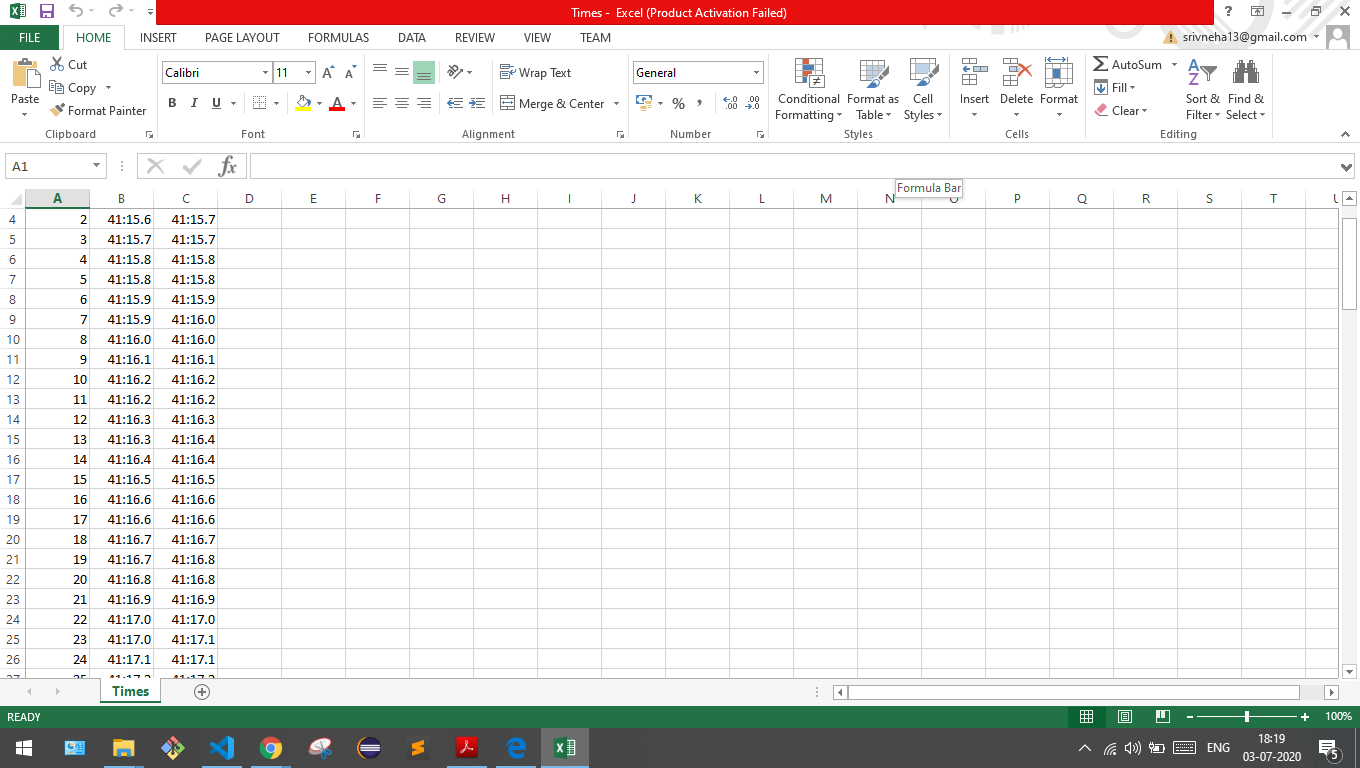 Times - Excel (Product Activation Failed)
FILE HOME INSERT PAGE LAYOUT FORMULAS DATA REVIEW VIEW TEAM srivneha13@gmail.com
Cut
Copy
Format Painter
Paste
Clipboard
Calibri 11
B I U
Font
Wrap Text
Merge & Center
Alignment
General
Number
Conditional Formatting
Format as Table
Cell Styles
Styles
Insert Delete Format
Cells
AutoSum
Fill
Clear
Sort & Filter
Find & Select
Editing
A1 fx
Formula Bar
A B C D E F G H I J K L M N O P Q R S T U
4 2 41:15.6 41:15.7
5 3 41:15.7 41:15.7
6 4 41:15.8 41:15.8
7 5 41:15.8 41:15.8
8 6 41:15.9 41:15.9
9 7 41:15.9 41:16.0
10 8 41:16.0 41:16.0
11 9 41:16.1 41:16.1
12 10 41:16.2 41:16.2
13 11 41:16.2 41:16.2
14 12 41:16.3 41:16.3
15 13 41:16.3 41:16.4
16 14 41:16.4 41:16.4
17 15 41:16.5 41:16.5
18 16 41:16.6 41:16.6
19 17 41:16.6 41:16.6
20 18 41:16.7 41:16.7
21 19 41:16.7 41:16.8
22 20 41:16.8 41:16.8
23 21 41:16.9 41:16.9
24 22 41:17.0 41:17.0
25 23 41:17.0 41:17.1
26 24 41:17.1 41:17.1
Times
READY 100%
ENG 18:19
03-07-2020
5